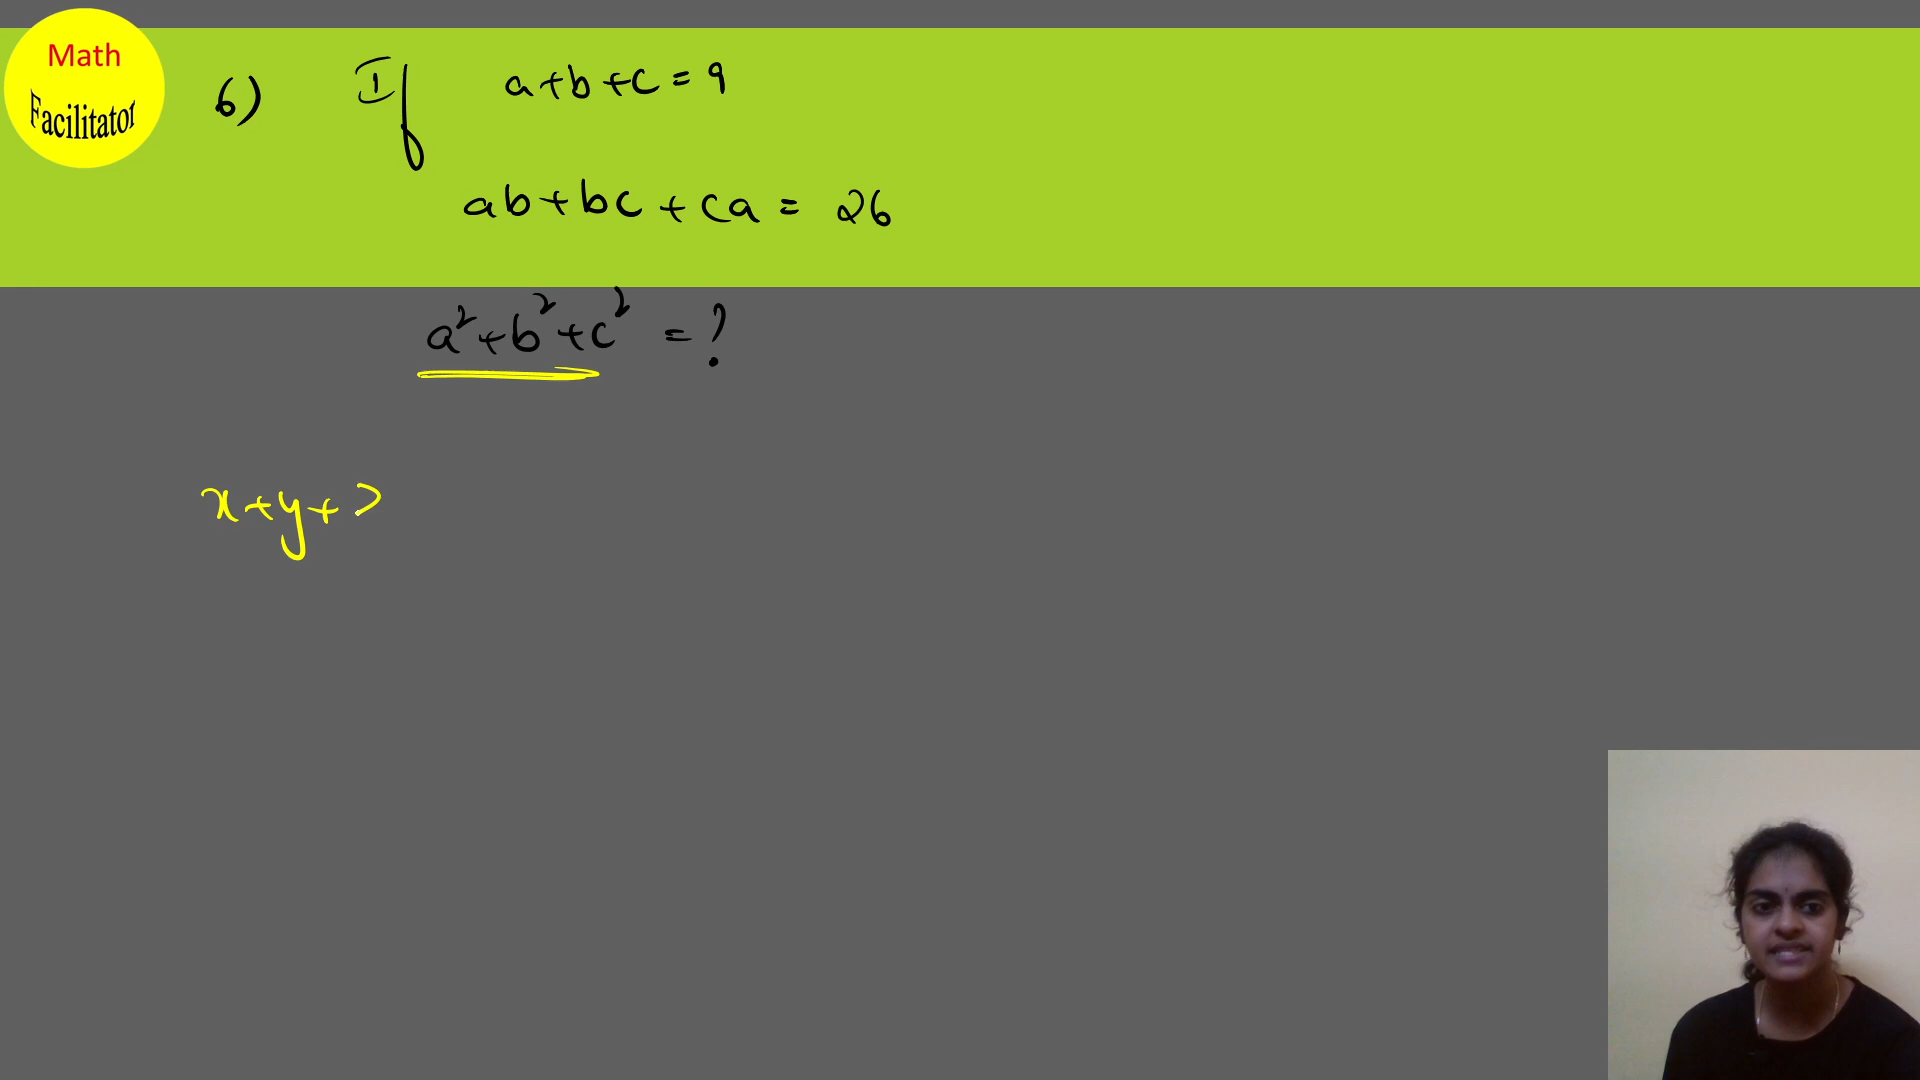 Math
Facilitator
6) If a+b+c=9
ab+bc+ca = 26
a²+b²+c² = ?
x+y+